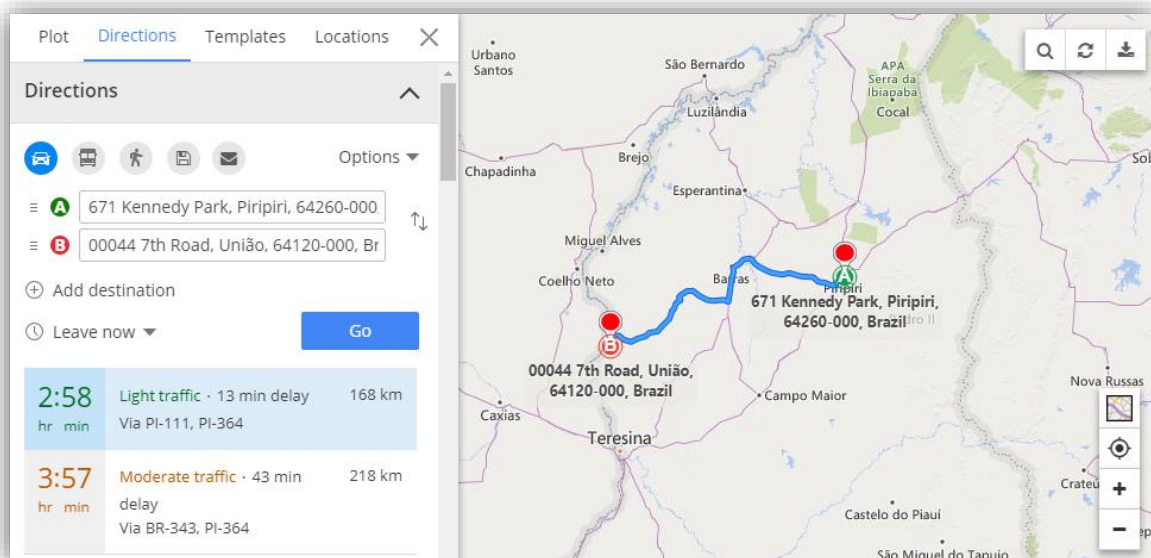 Plot Directions Templates Locations
Directions
Options
A 671 Kennedy Park, Piripiri, 64260-000,
B 00044 7th Road, União, 64120-000, Br
Add destination
Leave now
Go
2:58
hr min
Light traffic · 13 min delay
168 km
Via PI-111, PI-364
3:57
hr min
Moderate traffic · 43 min
delay
218 km
Via BR-343, PI-364
Urbano
Santos
São Bernardo
APA
Serra da
Ibiapaba
Cocal
Luzilândia
Brejo
Chapadinha
Esperantina
Miguel Alves
Coelho Neto
Barras
A
Piripiri
671 Kennedy Park, Piripiri,
64260-000, Brazil
B
00044 7th Road, União,
64120-000, Brazil
Nova Russas
Campo Maior
Caxias
Teresina
Crateú
Castelo do Piauí
São Miguel do Tapuio